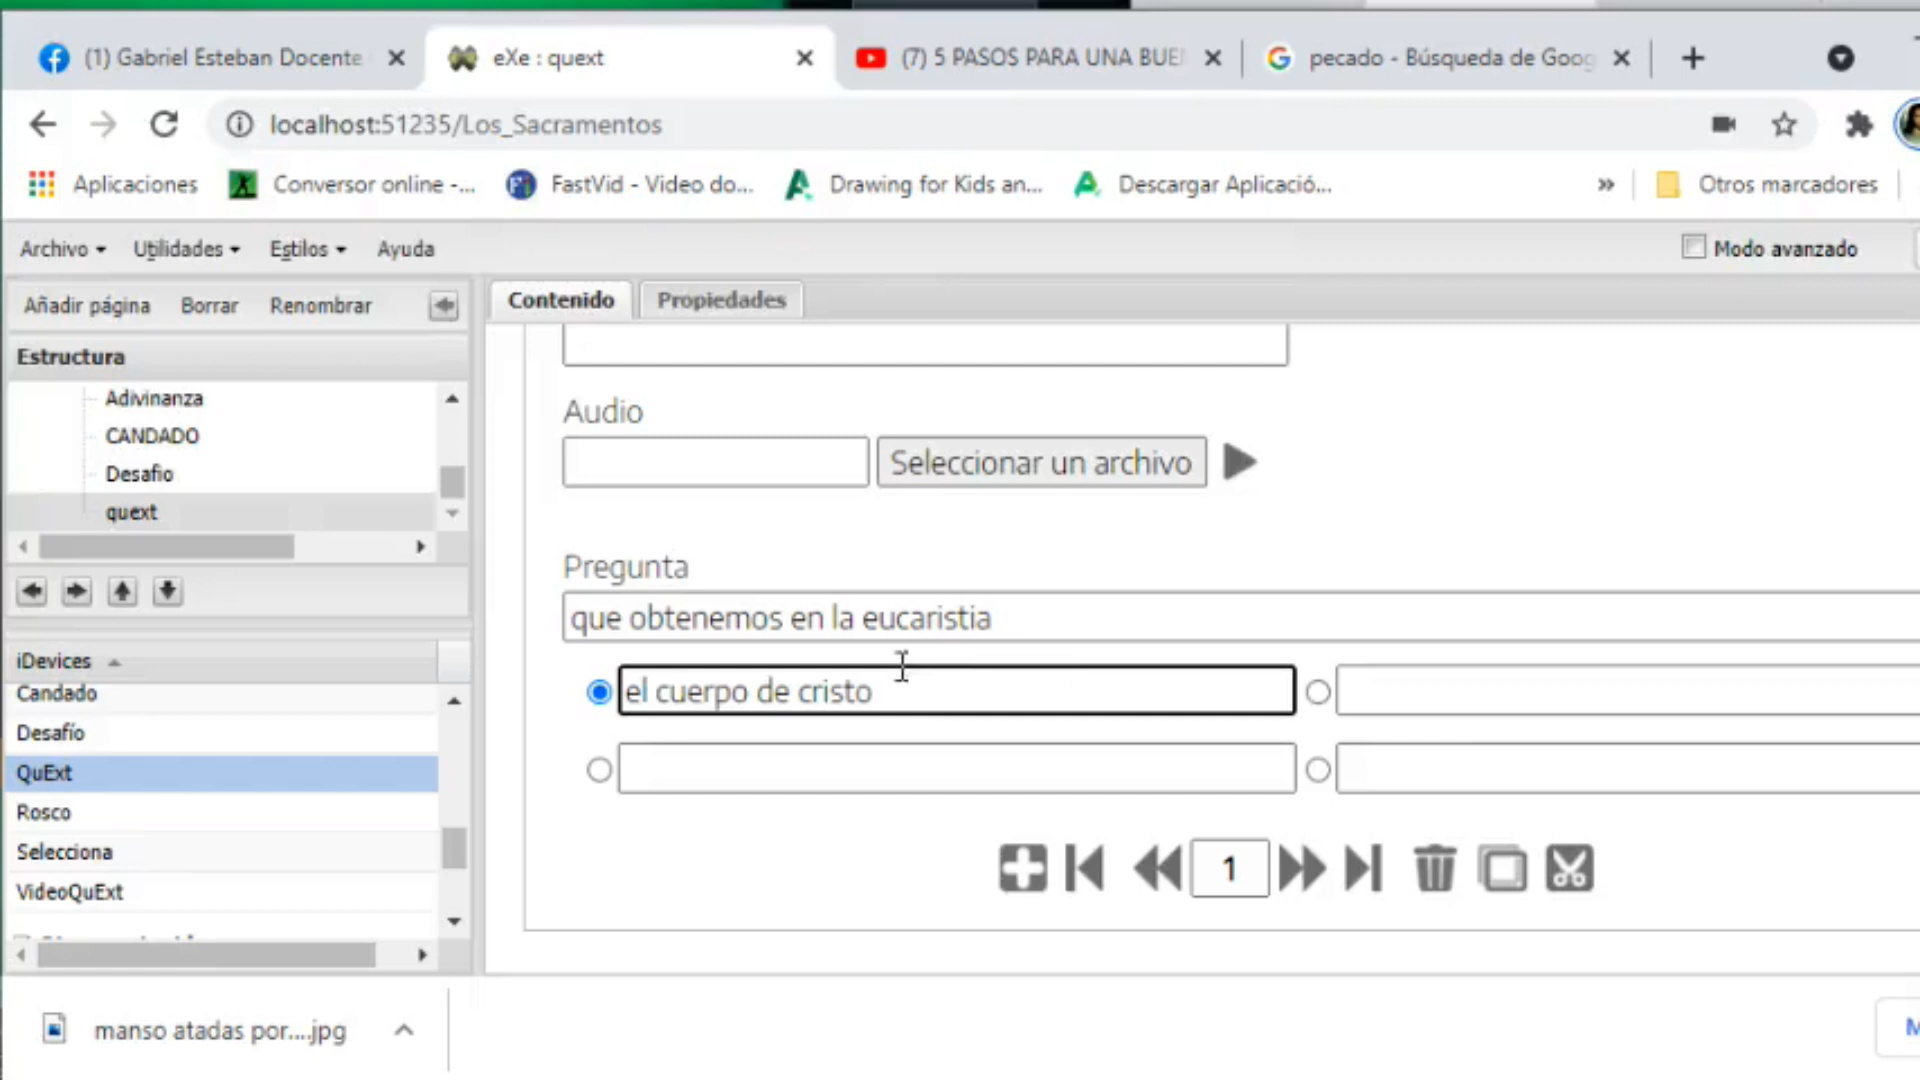 (1) Gabriel Esteban Docente
eXe : quext
(7) 5 PASOS PARA UNA BUE
pecado - Búsqueda de Goog
localhost:51235/Los_Sacramentos
Aplicaciones
Conversor online -...
FastVid - Video do...
Drawing for Kids an...
Descargar Aplicació...
»
Otros marcadores
Archivo
Utilidades
Estilos
Ayuda
Modo avanzado
Añadir página
Borrar
Renombrar
Contenido
Propiedades
Estructura
Adivinanza
CANDADO
Desafio
quext
Audio
Seleccionar un archivo
Pregunta
que obtenemos en la eucaristia
el cuerpo de cristo
iDevices
Candado
Desafío
QuExt
Rosco
Selecciona
VideoQuExt
1
manso atadas por....jpg